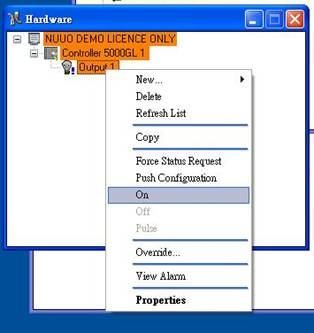 Hardware
NUUO DEMO LICENCE ONLY
Controller 5000GL 1
Output 1
New...
Delete
Refresh List
Copy
Force Status Request
Push Configuration
On
Off
Pulse
Override...
View Alarm
Properties